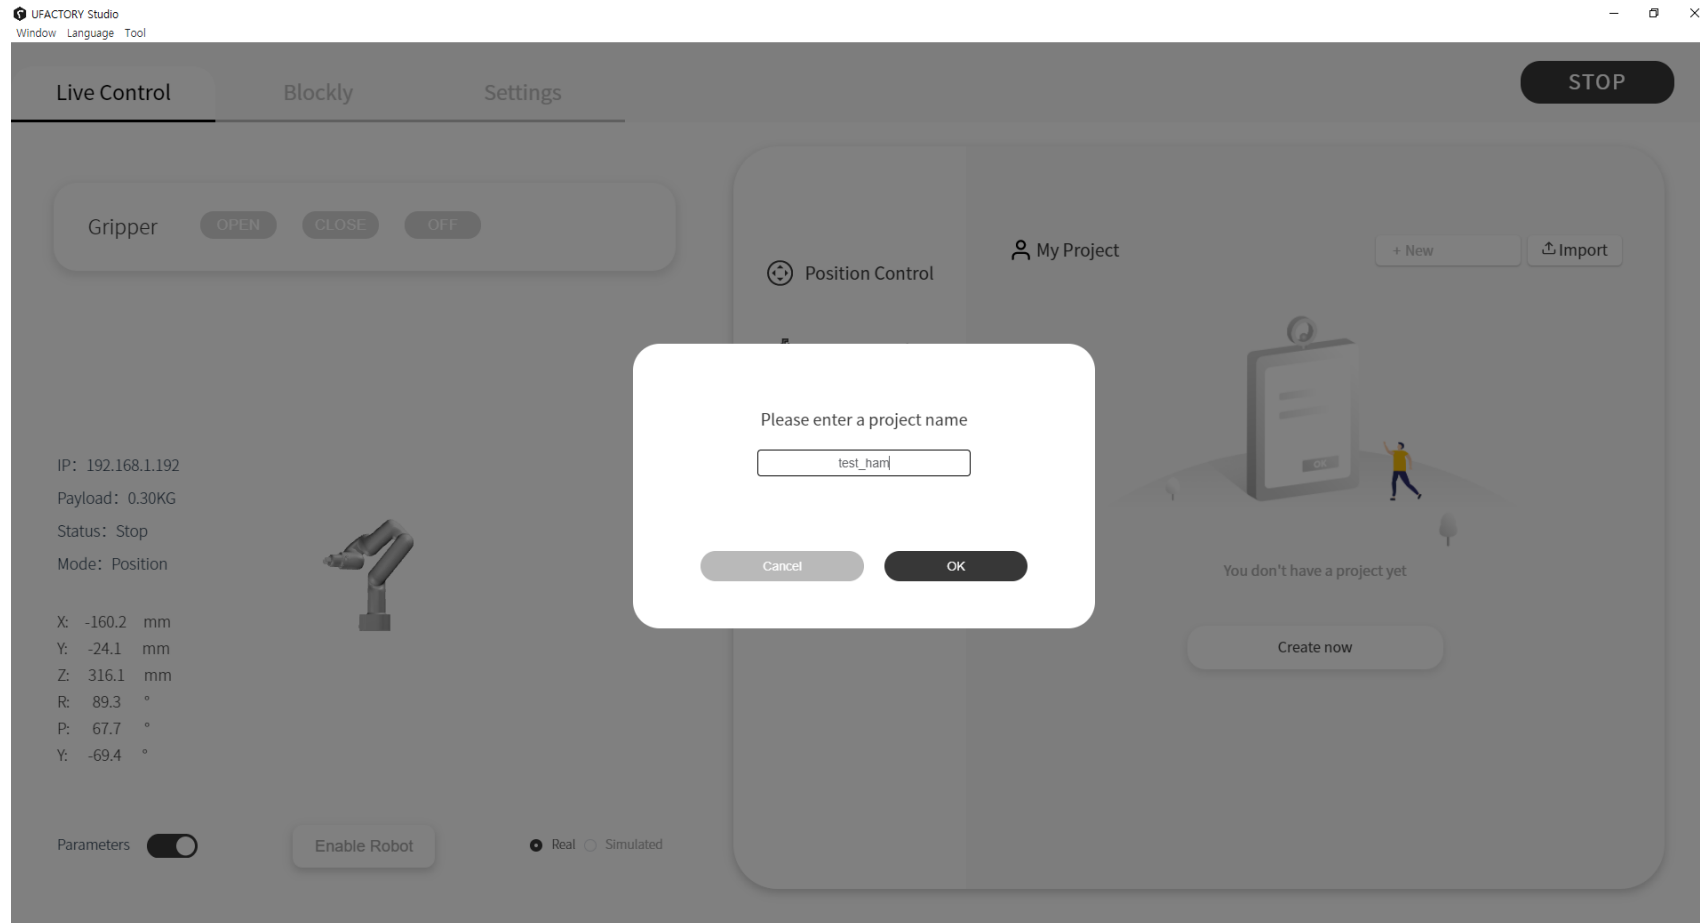 UFACTORY Studio
Window Language Tool
Live Control Blockly Settings STOP
Gripper OPEN CLOSE OFF
Position Control
My Project + New Import
Please enter a project name
test_ham
Cancel OK
IP: 192.168.1.192
Payload: 0.30KG
Status: Stop
Mode: Position
X: -160.2 mm
Y: -24.1 mm
Z: 316.1 mm
R: 89.3 °
P: 67.7 °
Y: -69.4 °
OK
You don't have a project yet
Create now
Parameters Enable Robot Real Simulated